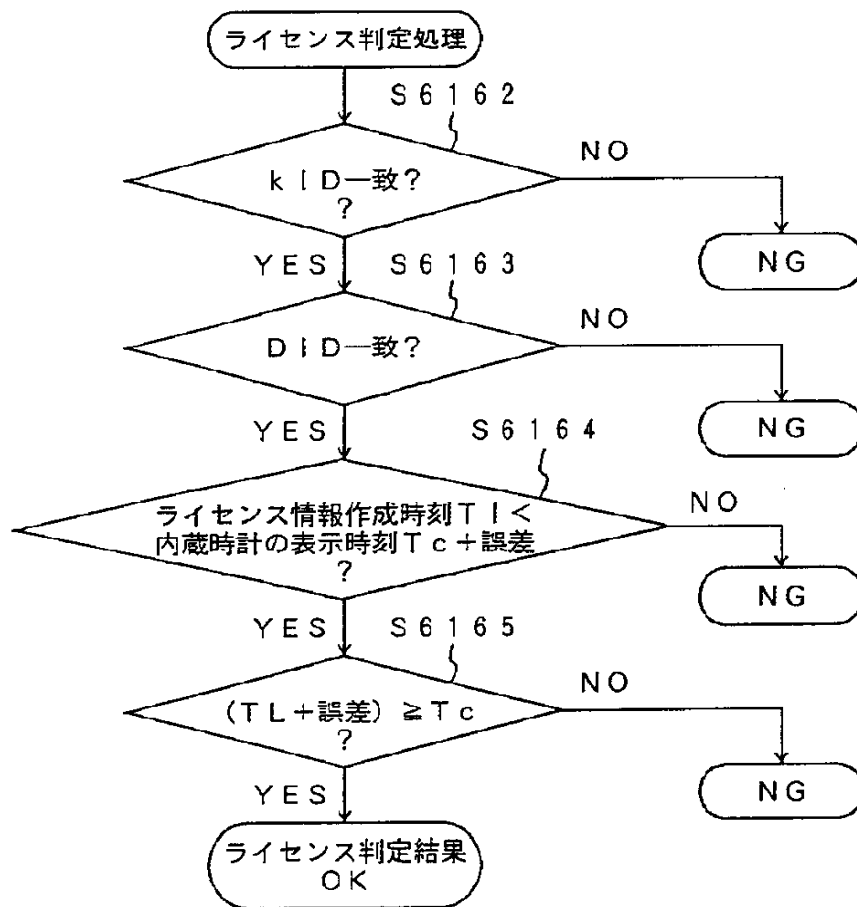 ライセンス判定処理
S6162
kID一致?
?
NO
NG
YES
S6163
DID一致?
NO
NG
YES
S6164
ライセンス情報作成時刻Tl<
内蔵時計の表示時刻Tc+誤差
?
NO
NG
YES
S6165
(TL+誤差)≧Tc
?
NO
NG
YES
ライセンス判定結果
OK